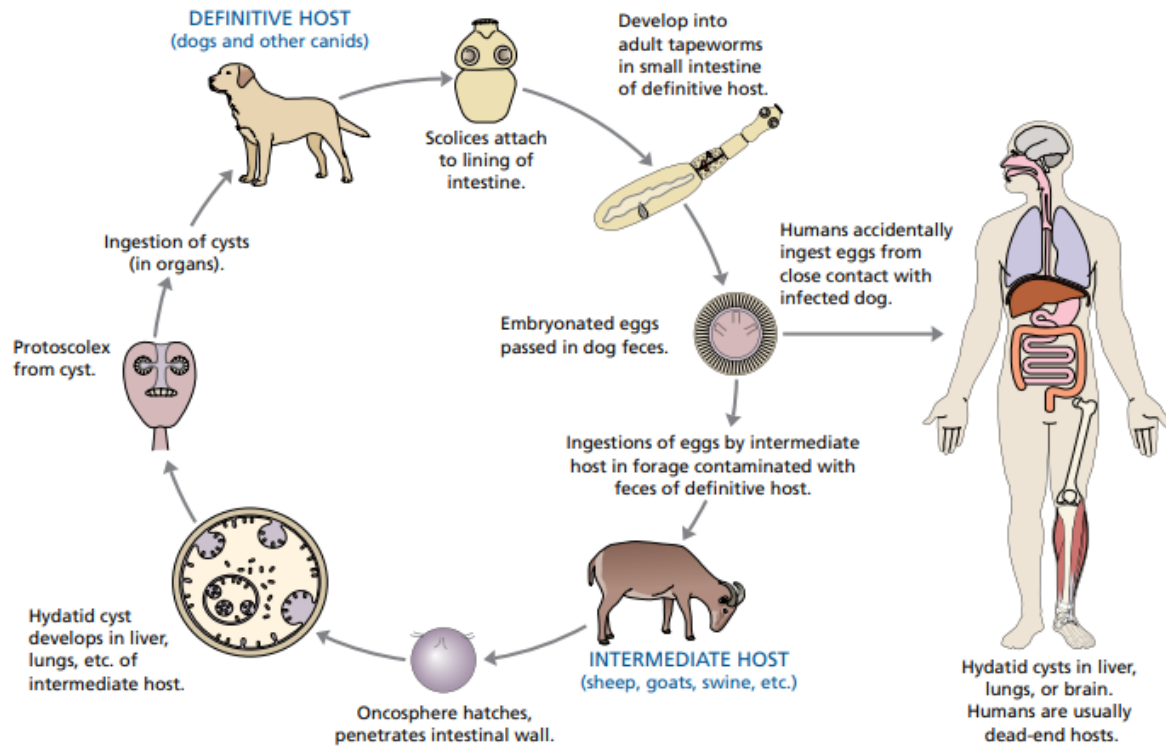 DEFINITIVE HOST
(dogs and other canids)
Scolices attach
to lining of
intestine.
Develop into
adult tapeworms
in small intestine
of definitive host.
Humans accidentally
ingest eggs from
close contact with
infected dog.
Embryonated eggs
passed in dog feces.
Ingestions of eggs by intermediate
host in forage contaminated with
feces of definitive host.
INTERMEDIATE HOST
(sheep, goats, swine, etc.)
Oncosphere hatches,
penetrates intestinal wall.
Hydatid cyst
develops in liver,
lungs, etc. of
intermediate host.
Protoscolex
from cyst.
Ingestion of cysts
(in organs).
Hydatid cysts in liver,
lungs, or brain.
Humans are usually
dead-end hosts.